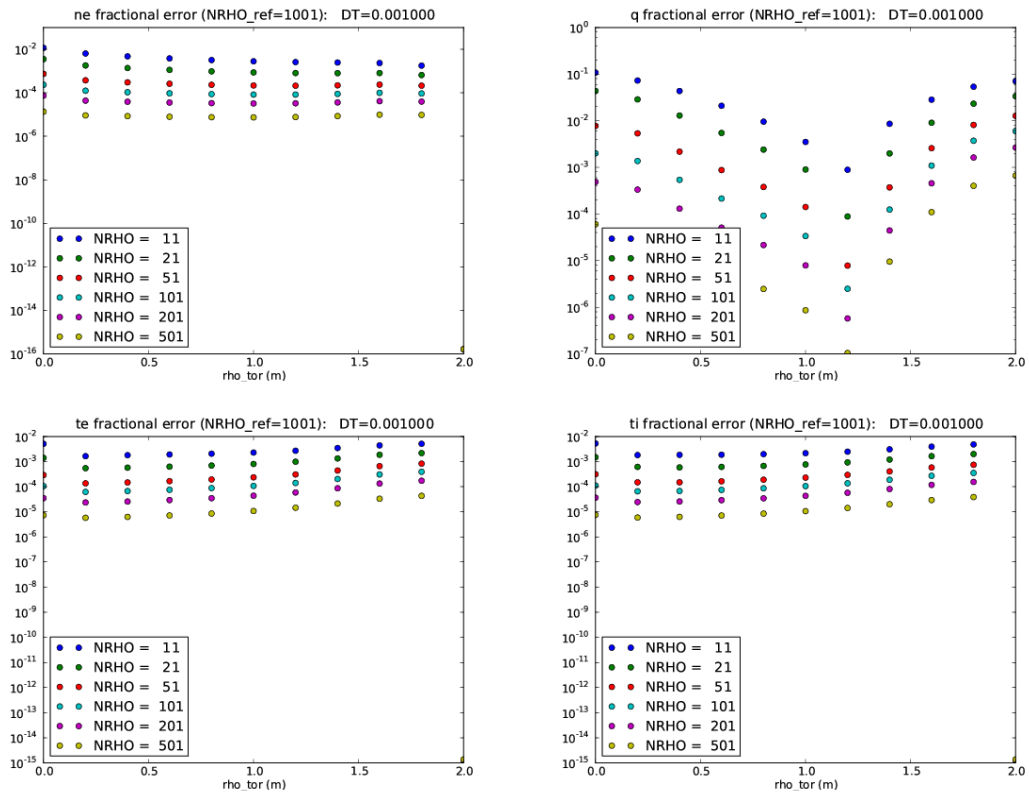 ne fractional error (NRHO_ref=1001):   DT=0.001000
10^-2
10^-4
10^-6
10^-8
10^-10
10^-12
10^-14
10^-16
NRHO =   11
NRHO =   21
NRHO =   51
NRHO =  101
NRHO =  201
NRHO =  501
0.0 0.5 1.0 1.5 2.0
rho_tor (m)
q fractional error (NRHO_ref=1001):   DT=0.001000
10^0
10^-1
10^-2
10^-3
10^-4
10^-5
10^-6
10^-7
NRHO =   11
NRHO =   21
NRHO =   51
NRHO =  101
NRHO =  201
NRHO =  501
0.0 0.5 1.0 1.5 2.0
rho_tor (m)
te fractional error (NRHO_ref=1001):   DT=0.001000
10^-2
10^-3
10^-4
10^-5
10^-6
10^-7
10^-8
10^-9
10^-10
10^-11
10^-12
10^-13
10^-14
10^-15
NRHO =   11
NRHO =   21
NRHO =   51
NRHO =  101
NRHO =  201
NRHO =  501
0.0 0.5 1.0 1.5 2.0
rho_tor (m)
ti fractional error (NRHO_ref=1001):   DT=0.001000
10^-2
10^-3
10^-4
10^-5
10^-6
10^-7
10^-8
10^-9
10^-10
10^-11
10^-12
10^-13
10^-14
10^-15
NRHO =   11
NRHO =   21
NRHO =   51
NRHO =  101
NRHO =  201
NRHO =  501
0.0 0.5 1.0 1.5 2.0
rho_tor (m)